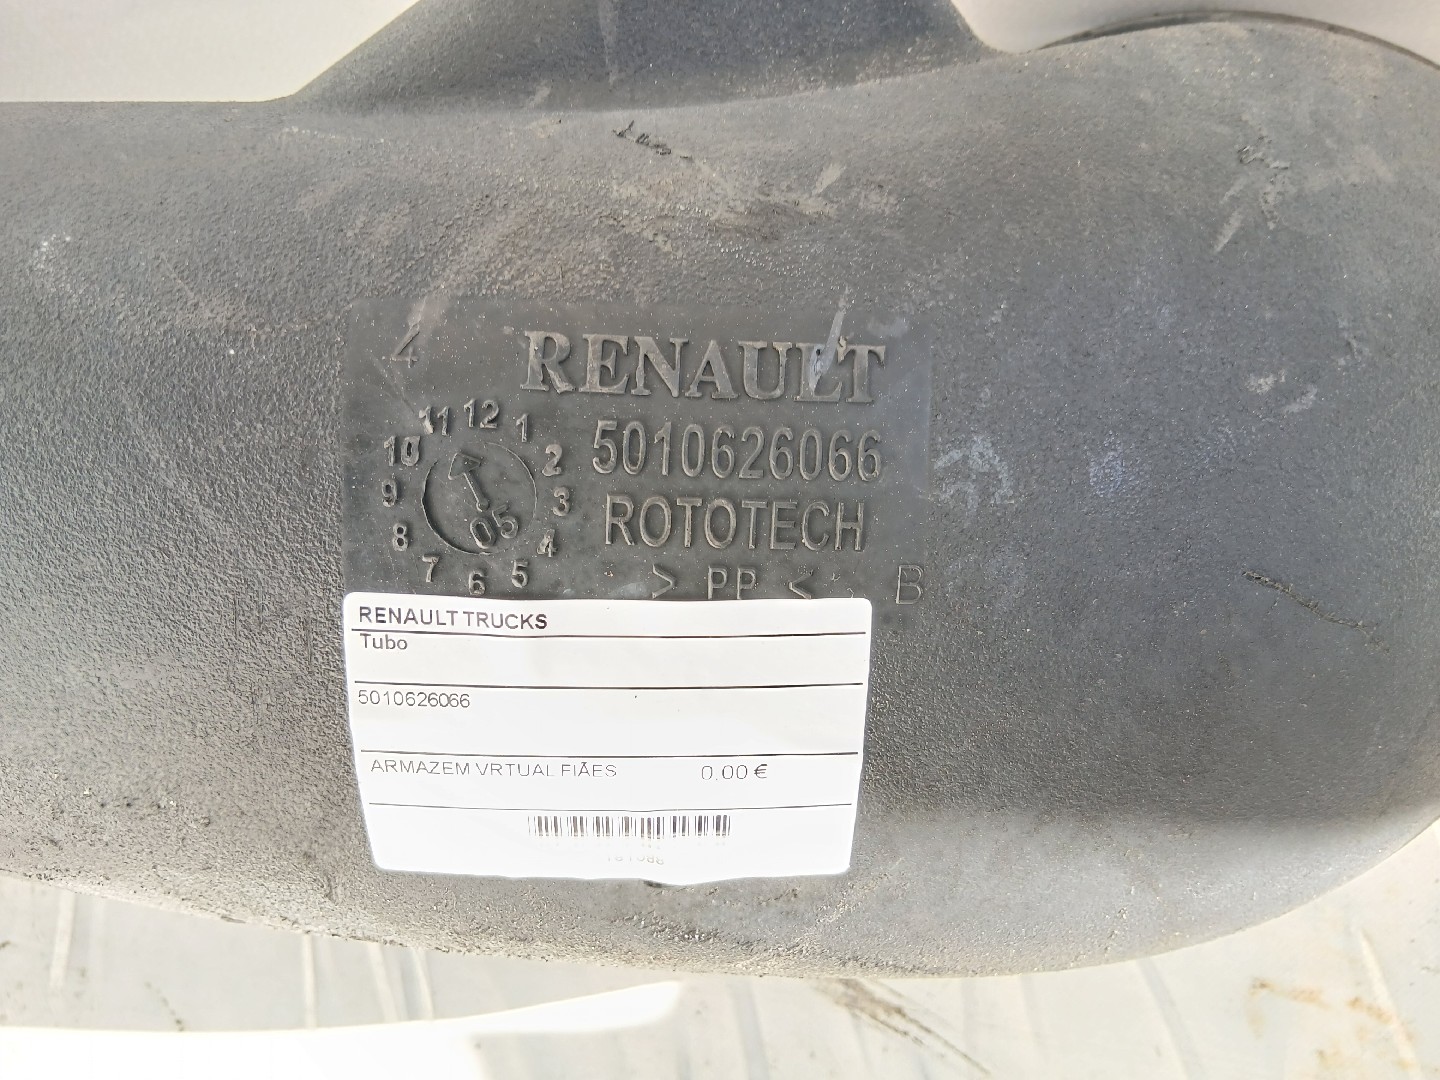 4
RENAULT
5010626066
ROTOTECH
> PP < B
12
1
2
3
4
5
6
7
8
9
10
11
05
RENAULT TRUCKS
Tubo
5010626066
ARMAZEM VRTUAL FIÃES 0,00 €